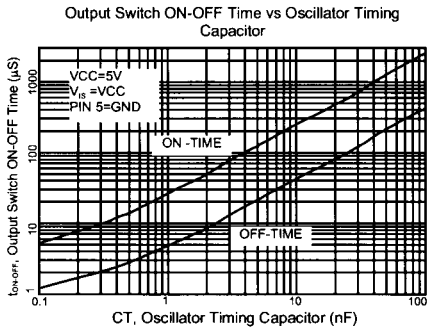 Output Switch ON-OFF Time vs Oscillator Timing
Capacitor
VCC=5V
VIS =VCC
PIN 5=GND
ON -TIME
OFF-TIME
tON-OFF, Output Switch ON-OFF Time (µS)
1000
100
10
1
0.1
1
10
100
CT, Oscillator Timing Capacitor (nF)